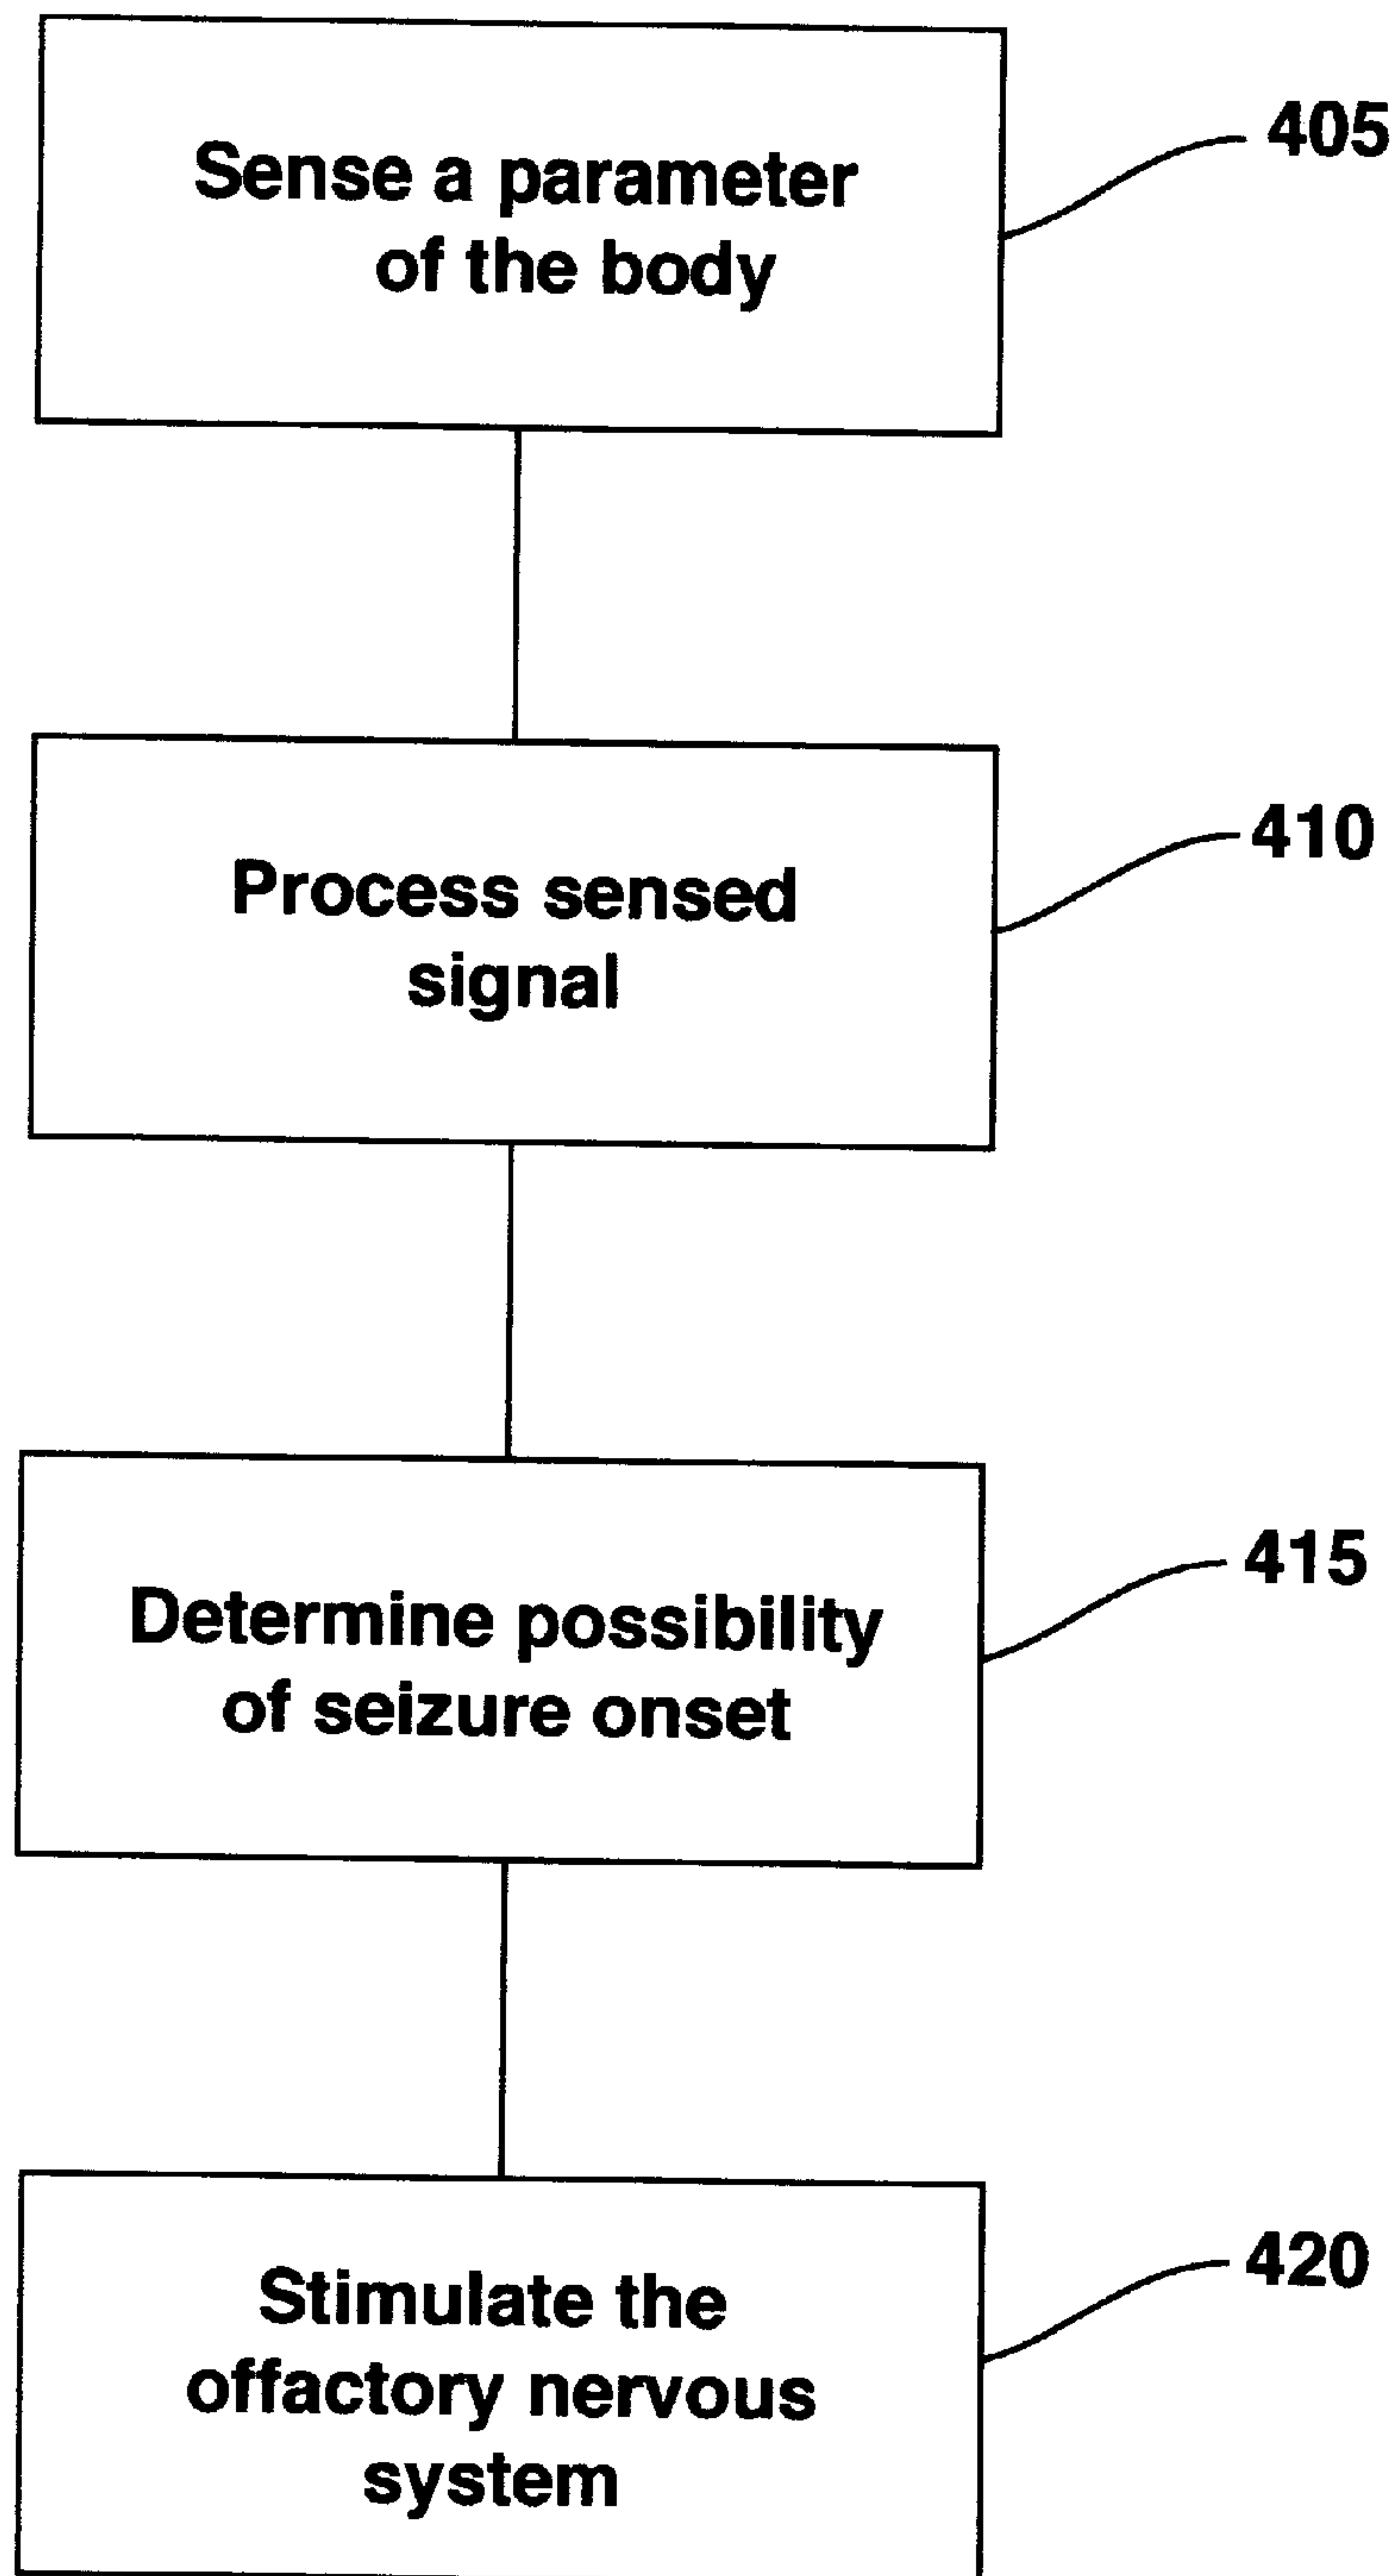 Sense a parameter
of the body
405
Process sensed
signal
410
Determine possibility
of seizure onset
415
Stimulate the
offactory nervous
system
420